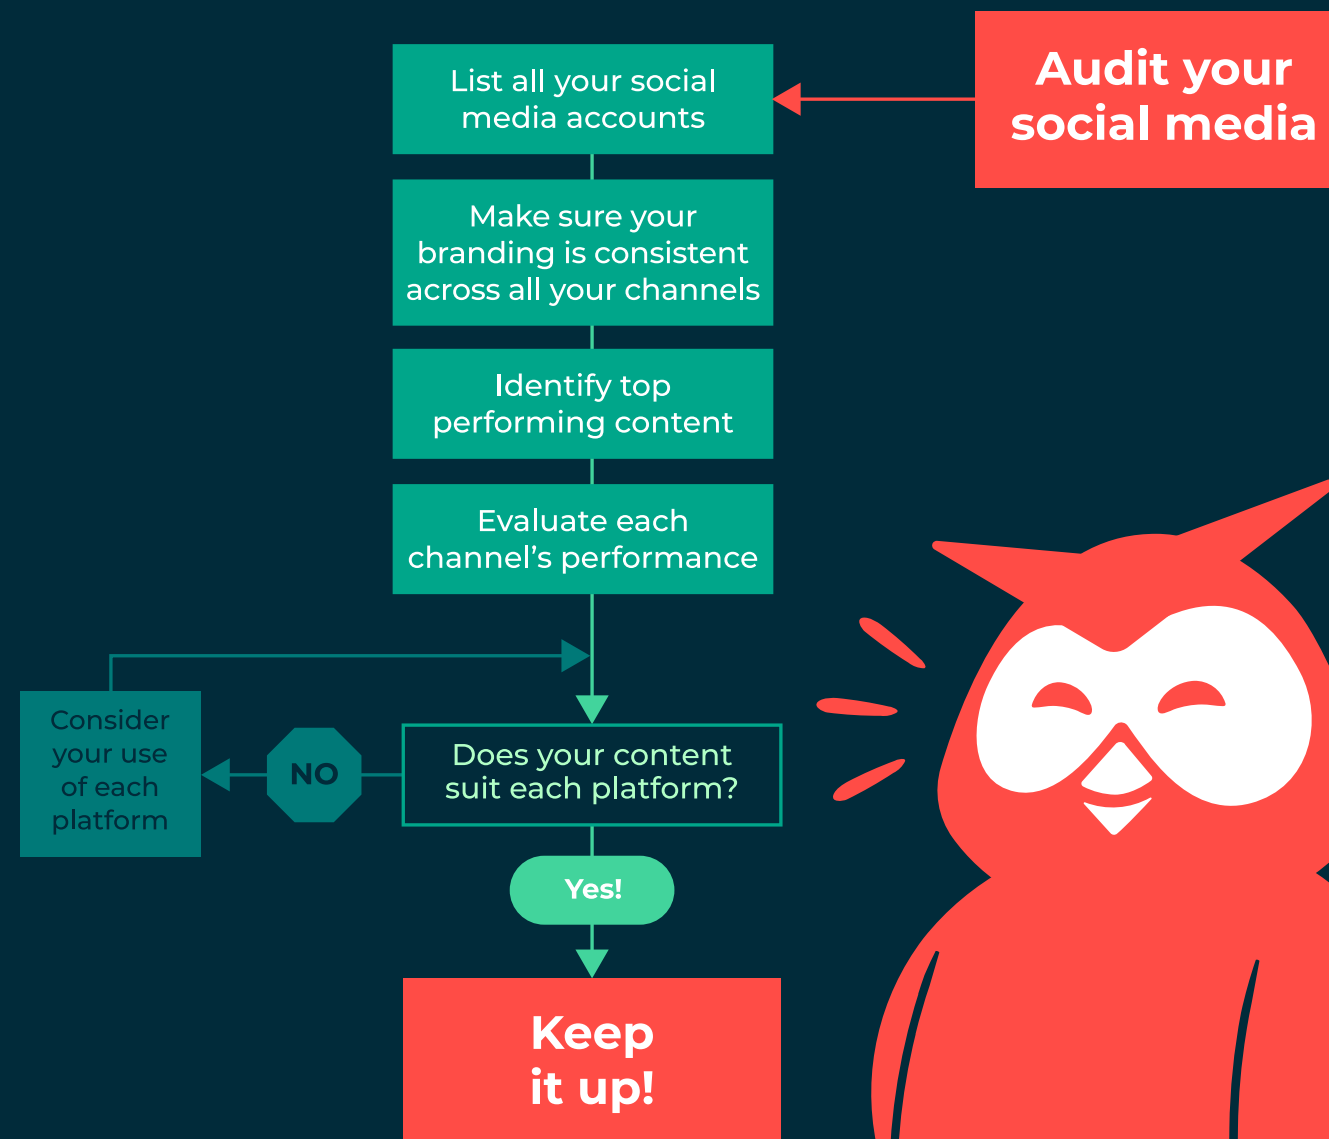 Audit your
social media
List all your social
media accounts
Make sure your
branding is consistent
across all your channels
Identify top
performing content
Evaluate each
channel’s performance
Does your content
suit each platform?
NO
Consider
your use
of each
platform
Yes!
Keep
it up!